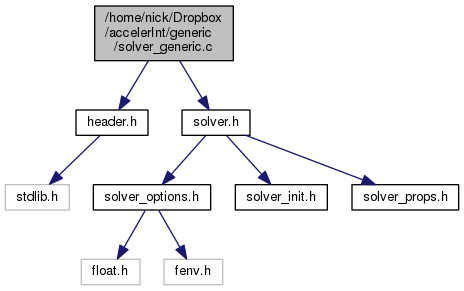 /home/nick/Dropbox
/accelerInt/generic
/solver_generic.c
header.h
solver.h
stdlib.h
solver_options.h
solver_init.h
solver_props.h
float.h
fenv.h